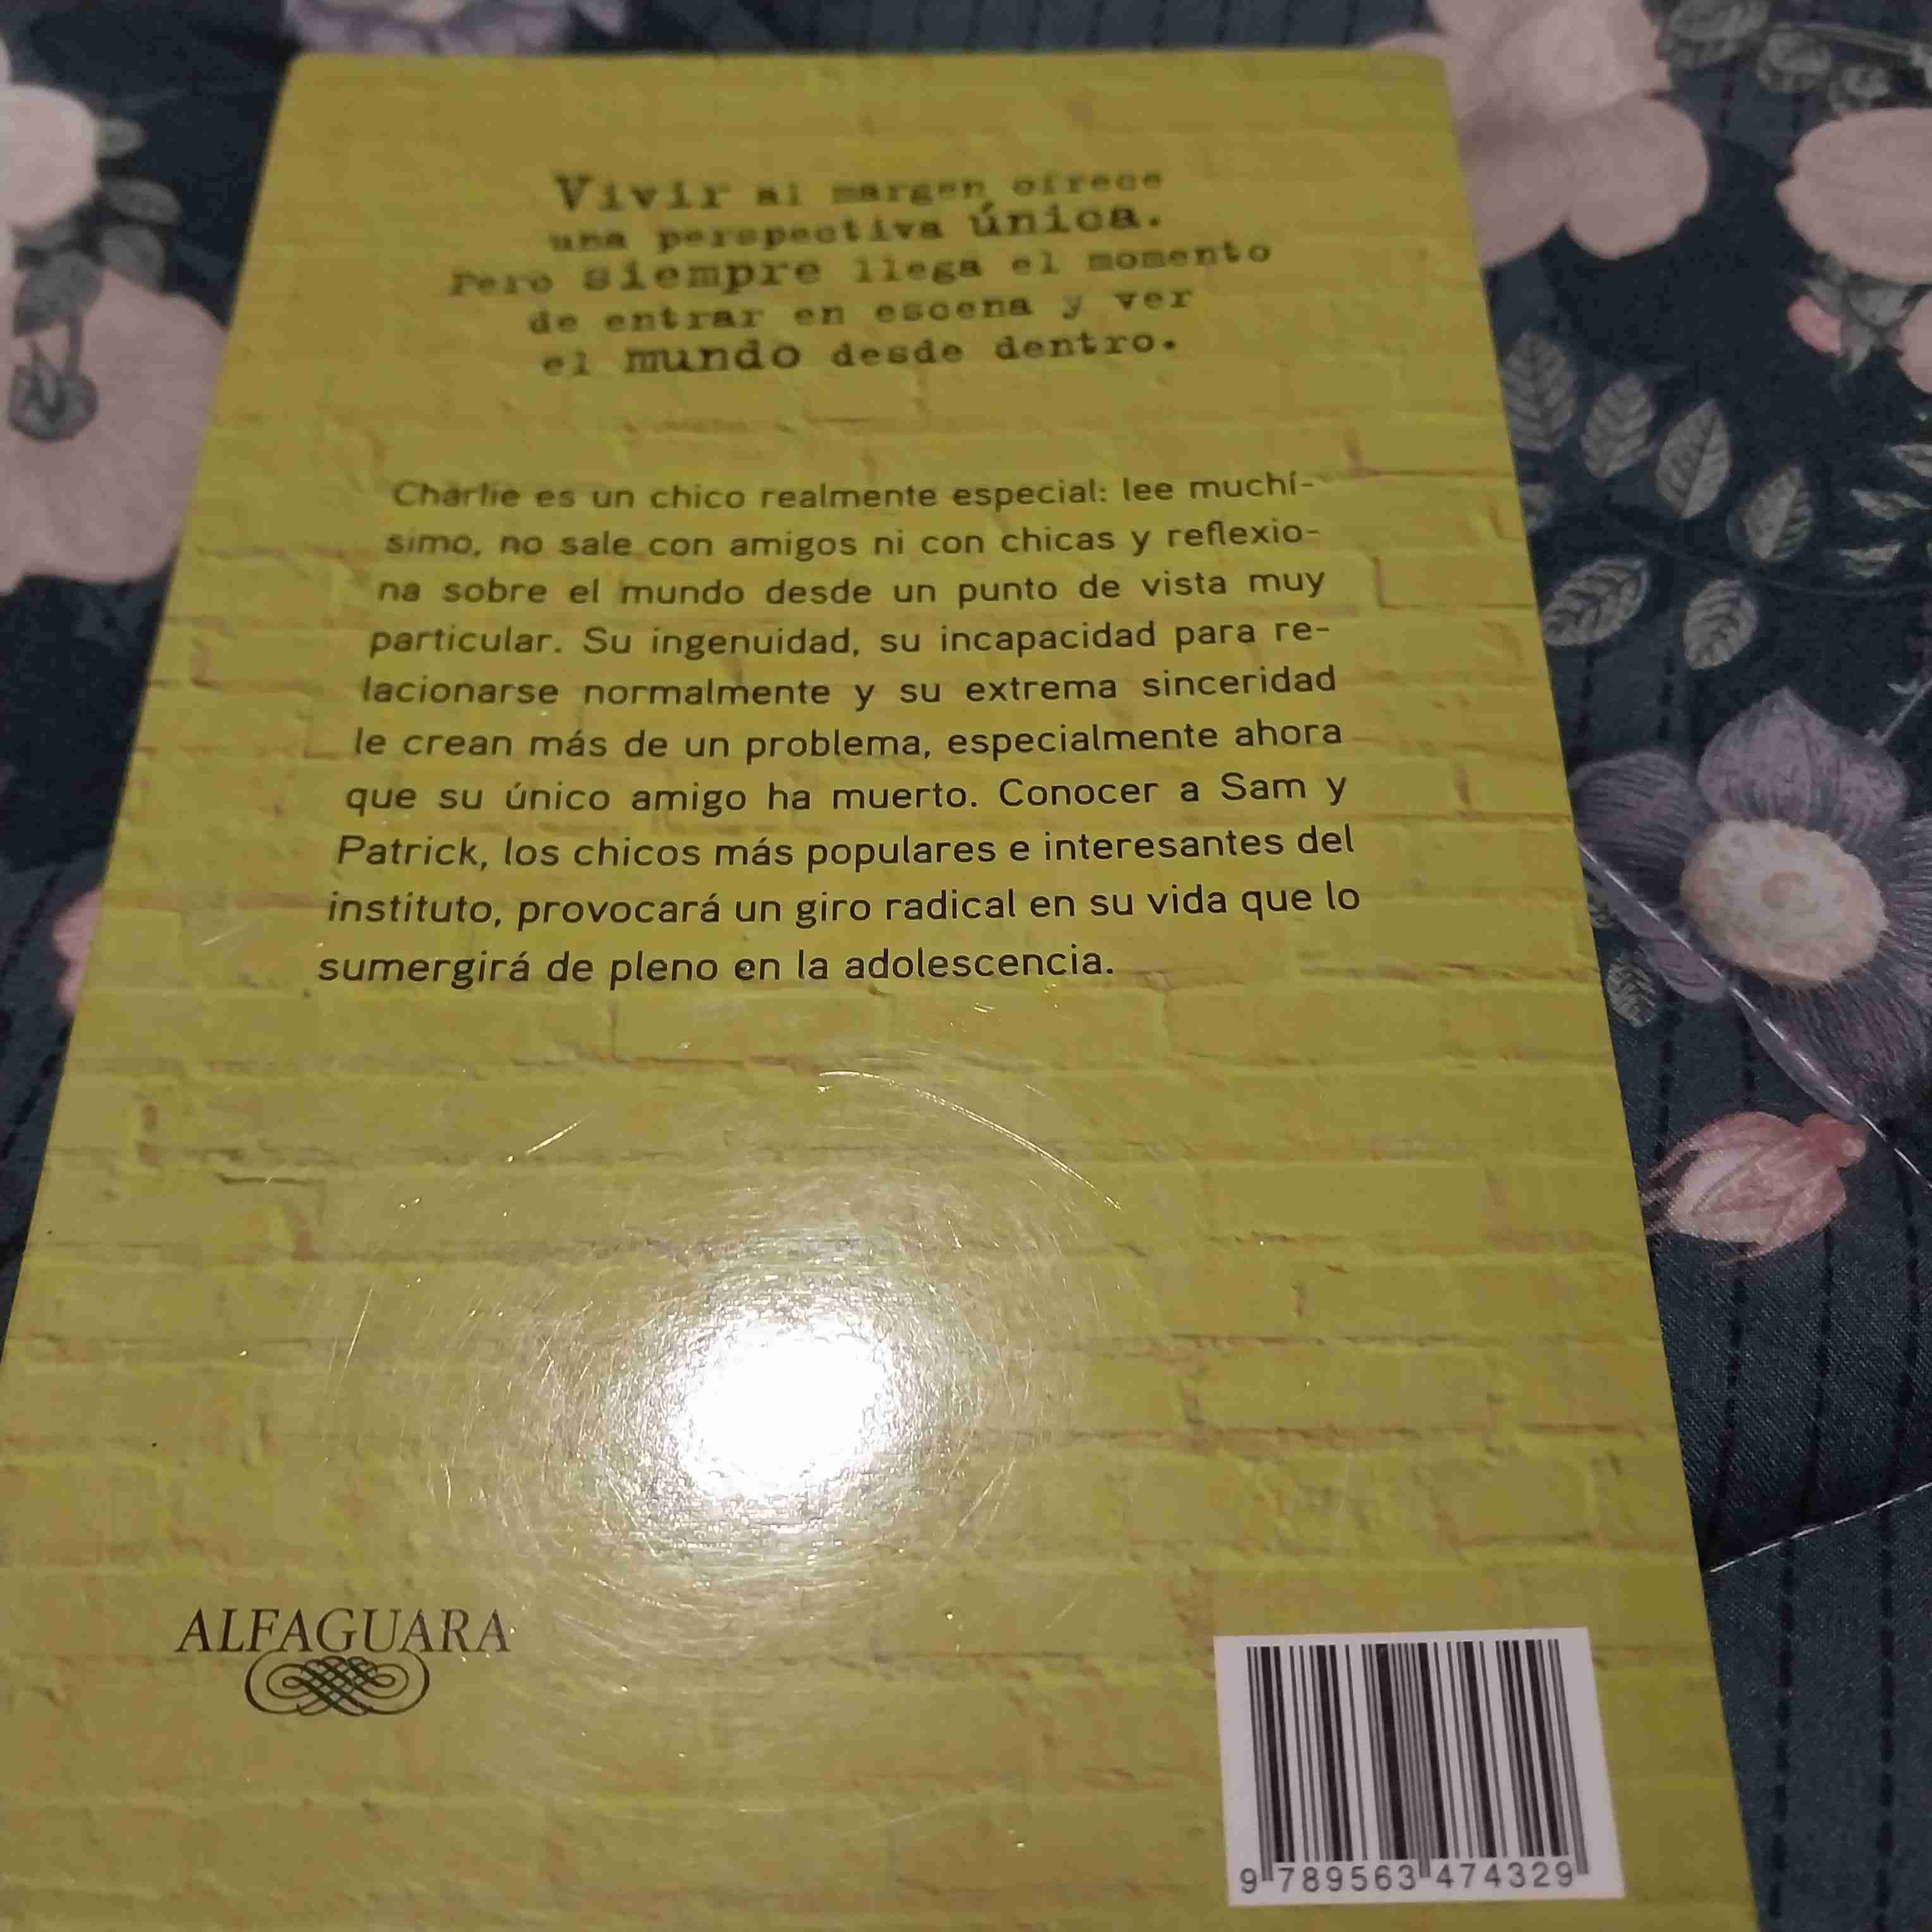 Vivir al margen ofrece
una perspectiva única.
Pero siempre llega el momento
de entrar en escena y ver
el mundo desde dentro.
Charlie es un chico realmente especial: lee muchí-
simo, no sale con amigos ni con chicas y reflexio-
na sobre el mundo desde un punto de vista muy
particular. Su ingenuidad, su incapacidad para re-
lacionarse normalmente y su extrema sinceridad
le crean más de un problema, especialmente ahora
que su único amigo ha muerto. Conocer a Sam y
Patrick, los chicos más populares e interesantes del
instituto, provocará un giro radical en su vida que lo
sumergirá de pleno en la adolescencia.
ALFAGUARA
9 789563 474329